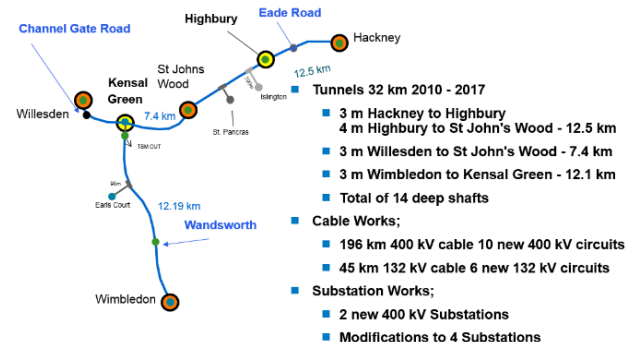 Channel Gate Road
Highbury
Eade Road
Hackney
St Johns
Wood
12.5 km
Kensal
Green
Islington
Willesden
7.4 km
St. Pancras
TBM OUT
Earls Court
12.19 km
Wandsworth
Wimbledon
Tunnels 32 km 2010 - 2017
3 m Hackney to Highbury
4 m Highbury to St John's Wood - 12.5 km
3 m Willesden to St John's Wood - 7.4 km
3 m Wimbledon to Kensal Green - 12.1 km
Total of 14 deep shafts
Cable Works;
196 km 400 kV cable 10 new 400 kV circuits
45 km 132 kV cable 6 new 132 kV circuits
Substation Works;
2 new 400 kV Substations
Modifications to 4 Substations